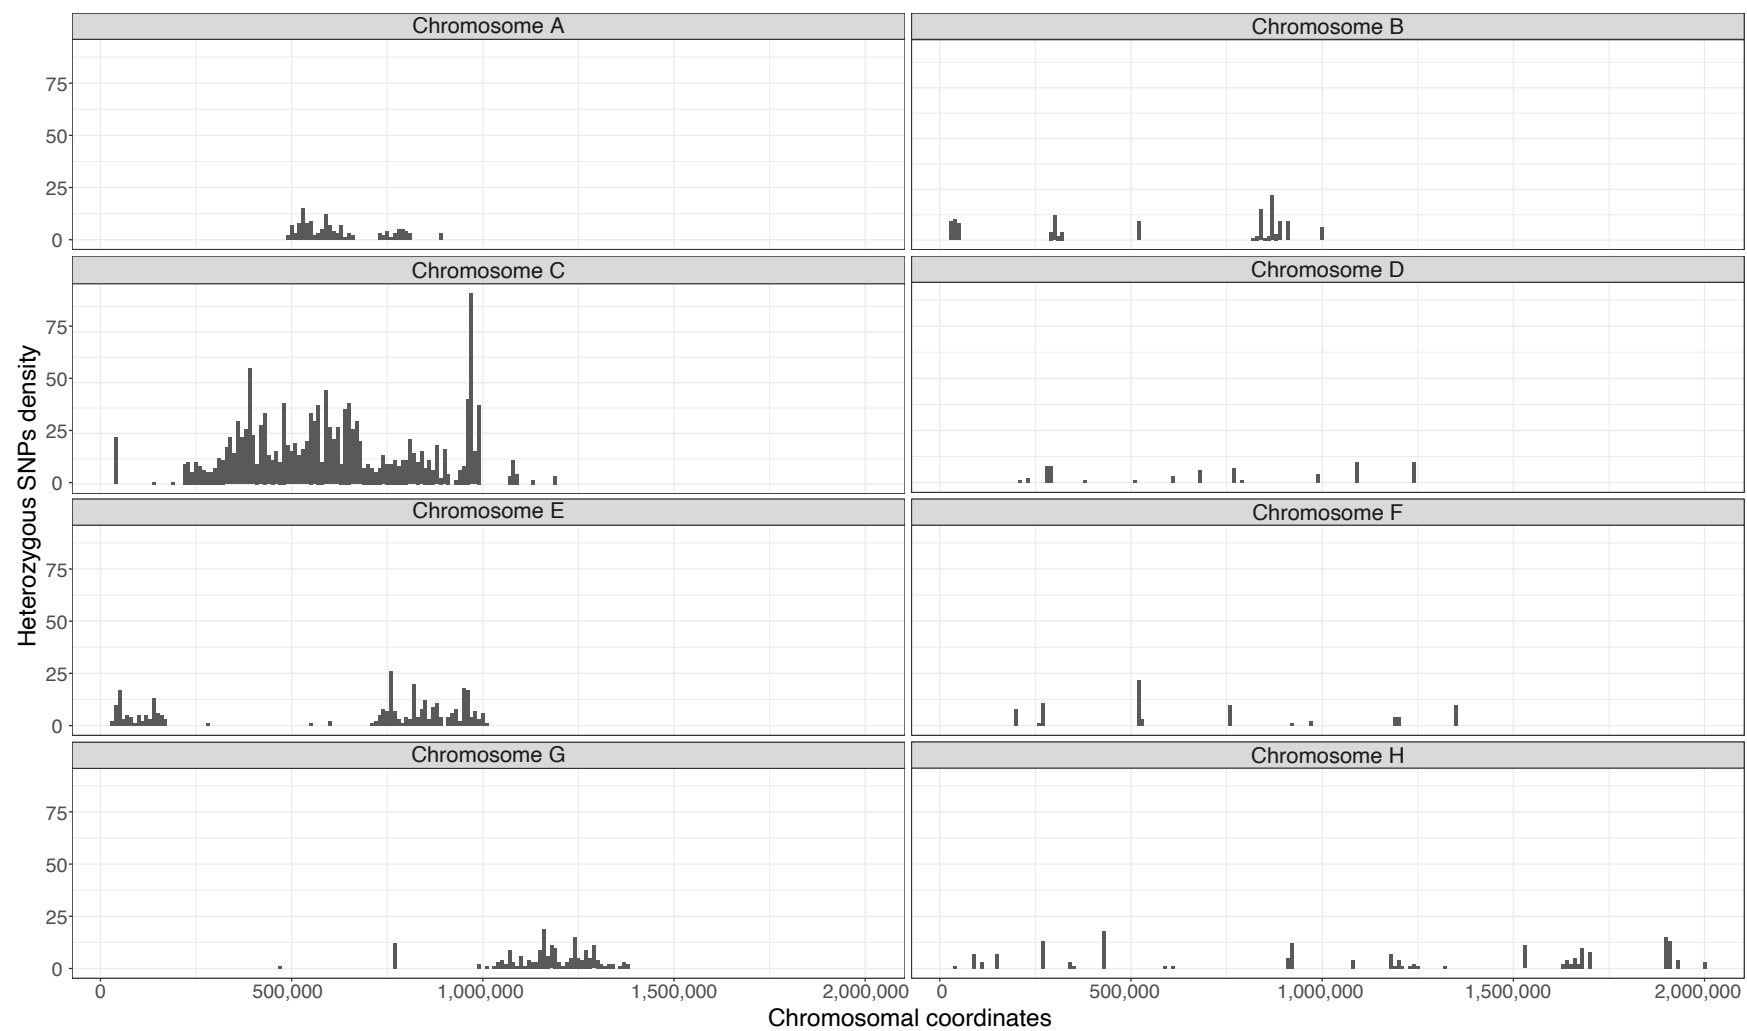 Chromosome A
Chromosome B
75
50
25
0
Chromosome C
Chromosome D
75
50
25
0
Chromosome E
Chromosome F
75
50
25
0
Chromosome G
Chromosome H
75
50
25
0
Heterozygous SNPs density
0 500,000 1,000,000 1,500,000 2,000,000 0 500,000 1,000,000 1,500,000 2,000,000
Chromosomal coordinates